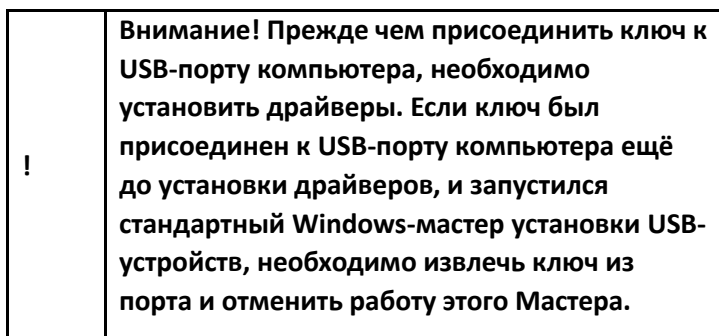 Внимание! Прежде чем присоединить ключ к
USB-порту компьютера, необходимо
установить драйверы. Если ключ был
присоединен к USB-порту компьютера ещё
!
до установки драйверов, и запустился
стандартный Windows-мастер установки USB-
устройств, необходимо извлечь ключ из
порта и отменить работу этого Мастера.